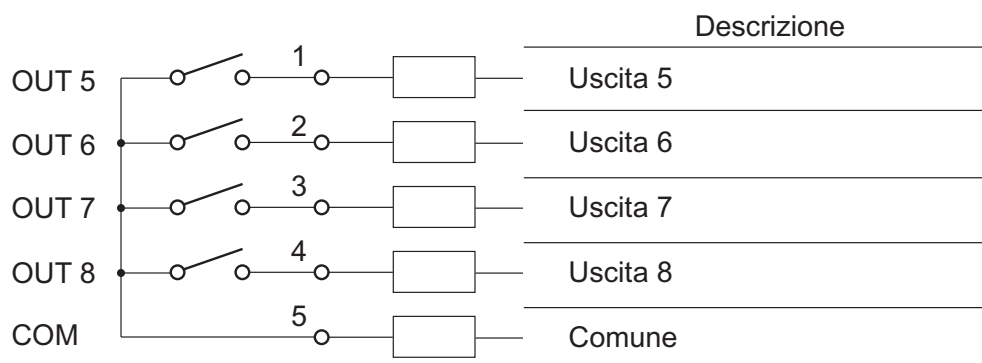 Descrizione
OUT 5 1 Uscita 5
OUT 6 2 Uscita 6
OUT 7 3 Uscita 7
OUT 8 4 Uscita 8
COM 5 Comune